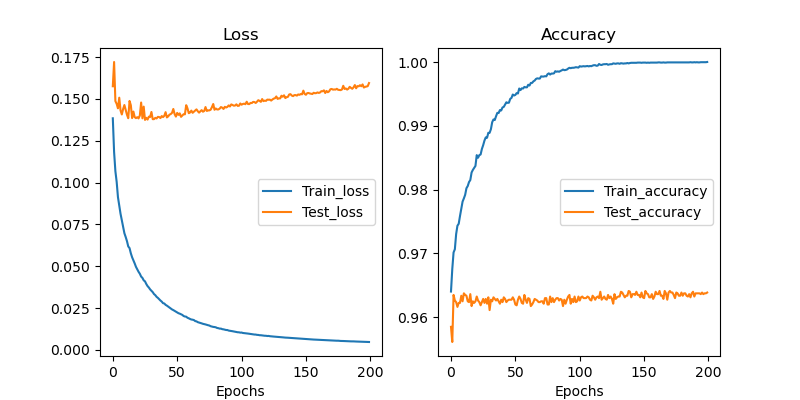 Loss
0.175
0.150
0.125
0.100
0.075
0.050
0.025
0.000
Train_loss
Test_loss
0
50
100
150
200
Epochs
Accuracy
1.00
0.99
0.98
0.97
0.96
Train_accuracy
Test_accuracy
0
50
100
150
200
Epochs